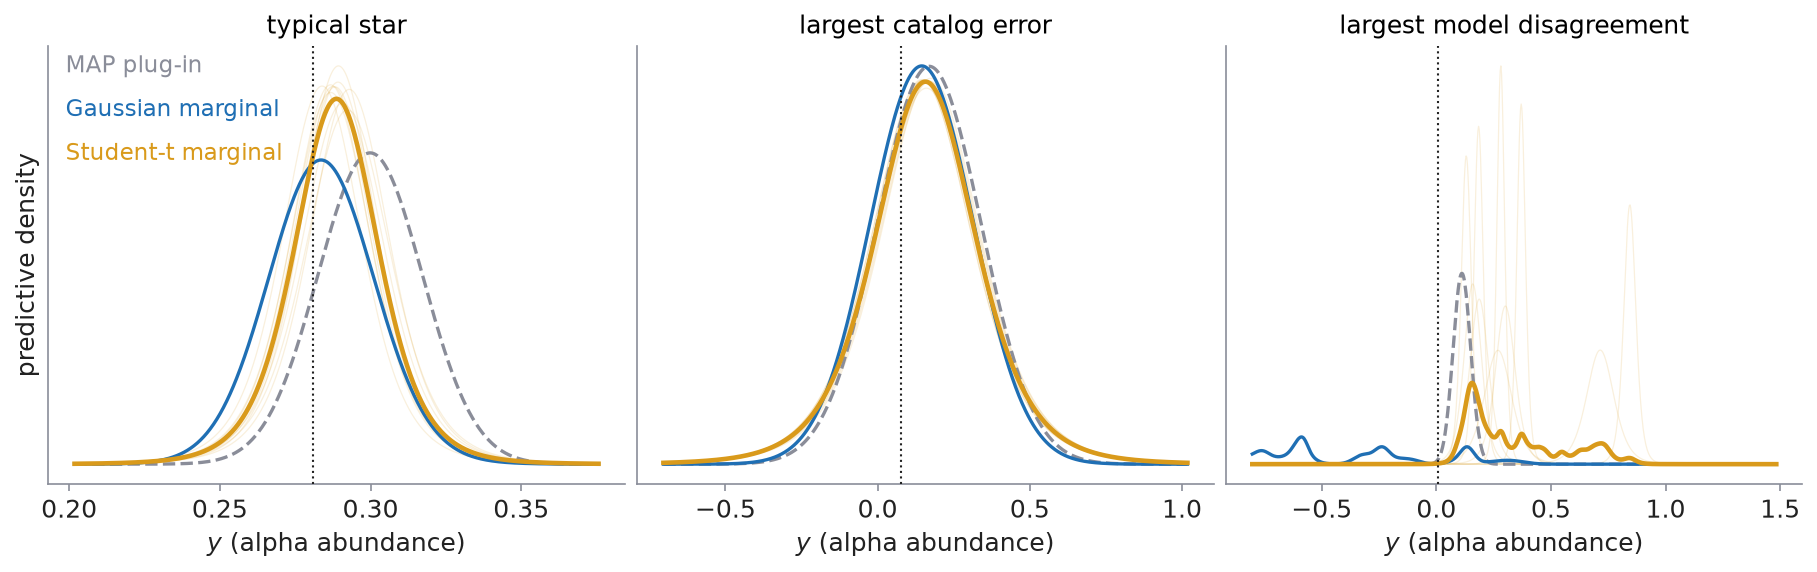 typical star
largest catalog error
largest model disagreement
MAP plug-in
Gaussian marginal
Student-t marginal
predictive density
0.20 0.25 0.30 0.35
−0.5 0.0 0.5 1.0
−0.5 0.0 0.5 1.0 1.5
y (alpha abundance)
y (alpha abundance)
y (alpha abundance)